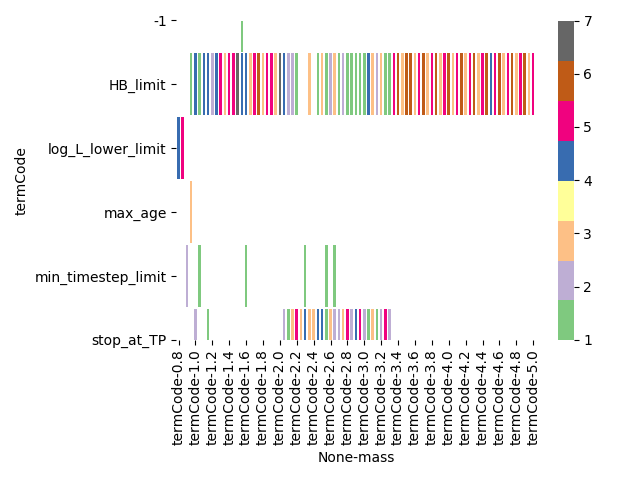 -1
HB_limit
log_L_lower_limit
max_age
min_timestep_limit
stop_at_TP
termCode
termCode-0.8
termCode-1.0
termCode-1.2
termCode-1.4
termCode-1.6
termCode-1.8
termCode-2.0
termCode-2.2
termCode-2.4
termCode-2.6
termCode-2.8
termCode-3.0
termCode-3.2
termCode-3.4
termCode-3.6
termCode-3.8
termCode-4.0
termCode-4.2
termCode-4.4
termCode-4.6
termCode-4.8
termCode-5.0
None-mass
7
6
5
4
3
2
1